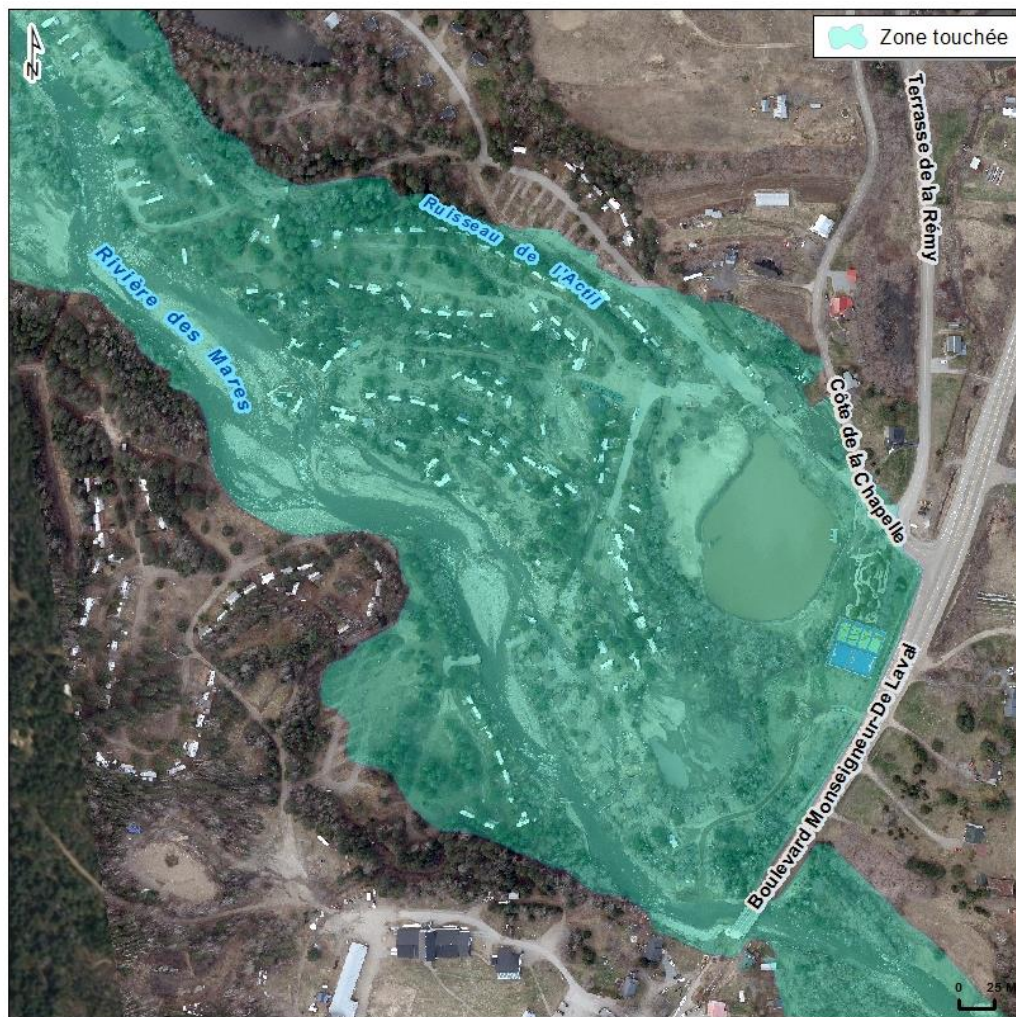 Zone touchée
N
Terrasse de la Rémy
Ruisseau de l'Actil
Rivière des Mares
Côte de la Chapelle
Boulevard Monseigneur-De Laval
0 25 M